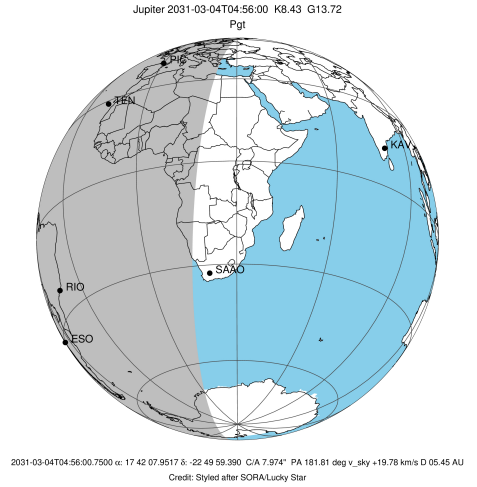 Jupiter 2031-03-04T04:56:00 K8.43 G13.72
Pgt
PIC
TEN
KAV
SAAO
RIO
ESO
2031-03-04T04:56:00.7500 α: 17 42 07.9517 δ: -22 49 59.390 C/A 7.974" PA 181.81 deg v_sky +19.78 km/s D 05.45 AU
Credit: Styled after SORA/Lucky Star